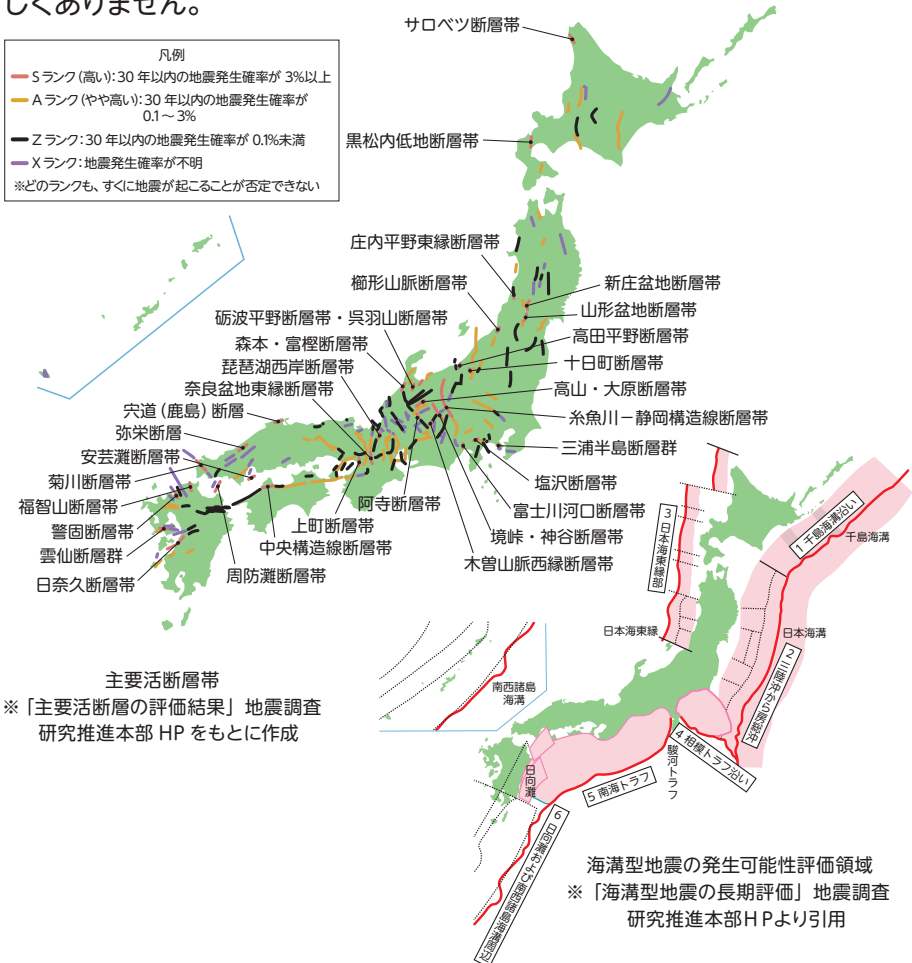 しくありません。
凡例
Sランク(高い):30年以内の地震発生確率が3%以上
Aランク(やや高い):30年以内の地震発生確率が
0.1〜3%
Zランク:30年以内の地震発生確率が0.1%未満
Xランク:地震発生確率が不明
※どのランクも、すぐに地震が起こることが否定できない
サロベツ断層帯
黒松内低地断層帯
庄内平野東縁断層帯
櫛形山脈断層帯
砺波平野断層帯・呉羽山断層帯
森本・富樫断層帯
琵琶湖西岸断層帯
奈良盆地東縁断層帯
宍道(鹿島)断層
弥栄断層
安芸灘断層帯
菊川断層帯
福智山断層帯
警固断層帯
雲仙断層群
日奈久断層帯
新庄盆地断層帯
山形盆地断層帯
高田平野断層帯
十日町断層帯
高山・大原断層帯
糸魚川-静岡構造線断層帯
三浦半島断層群
塩沢断層帯
富士川河口断層帯
境峠・神谷断層帯
木曽山脈西縁断層帯
阿寺断層帯
上町断層帯
中央構造線断層帯
周防灘断層帯
主要活断層帯
※「主要活断層の評価結果」地震調査
研究推進本部 HP をもとに作成
1 千島海溝沿い
千島海溝
3 日本海東縁部
日本海東縁
日本海溝
2 三陸沖から房総沖
南西諸島
海溝
4 相模トラフ沿い
駿河トラフ
5 南海トラフ
日向灘
6 日向灘および南西諸島海溝周辺
海溝型地震の発生可能性評価領域
※「海溝型地震の長期評価」地震調査
研究推進本部HPより引用